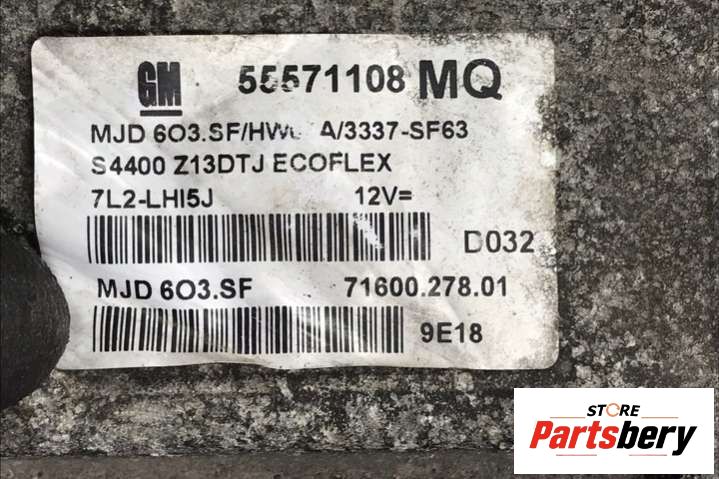 GM 55571108 MQ
MJD 6O3.SF/HW A/3337-SF63
S4400 Z13DTJ ECOFLEX
7L2-LHI5J 12V=
D032
MJD 6O3.SF 71600.278.01
9E18
STORE
Partsbery